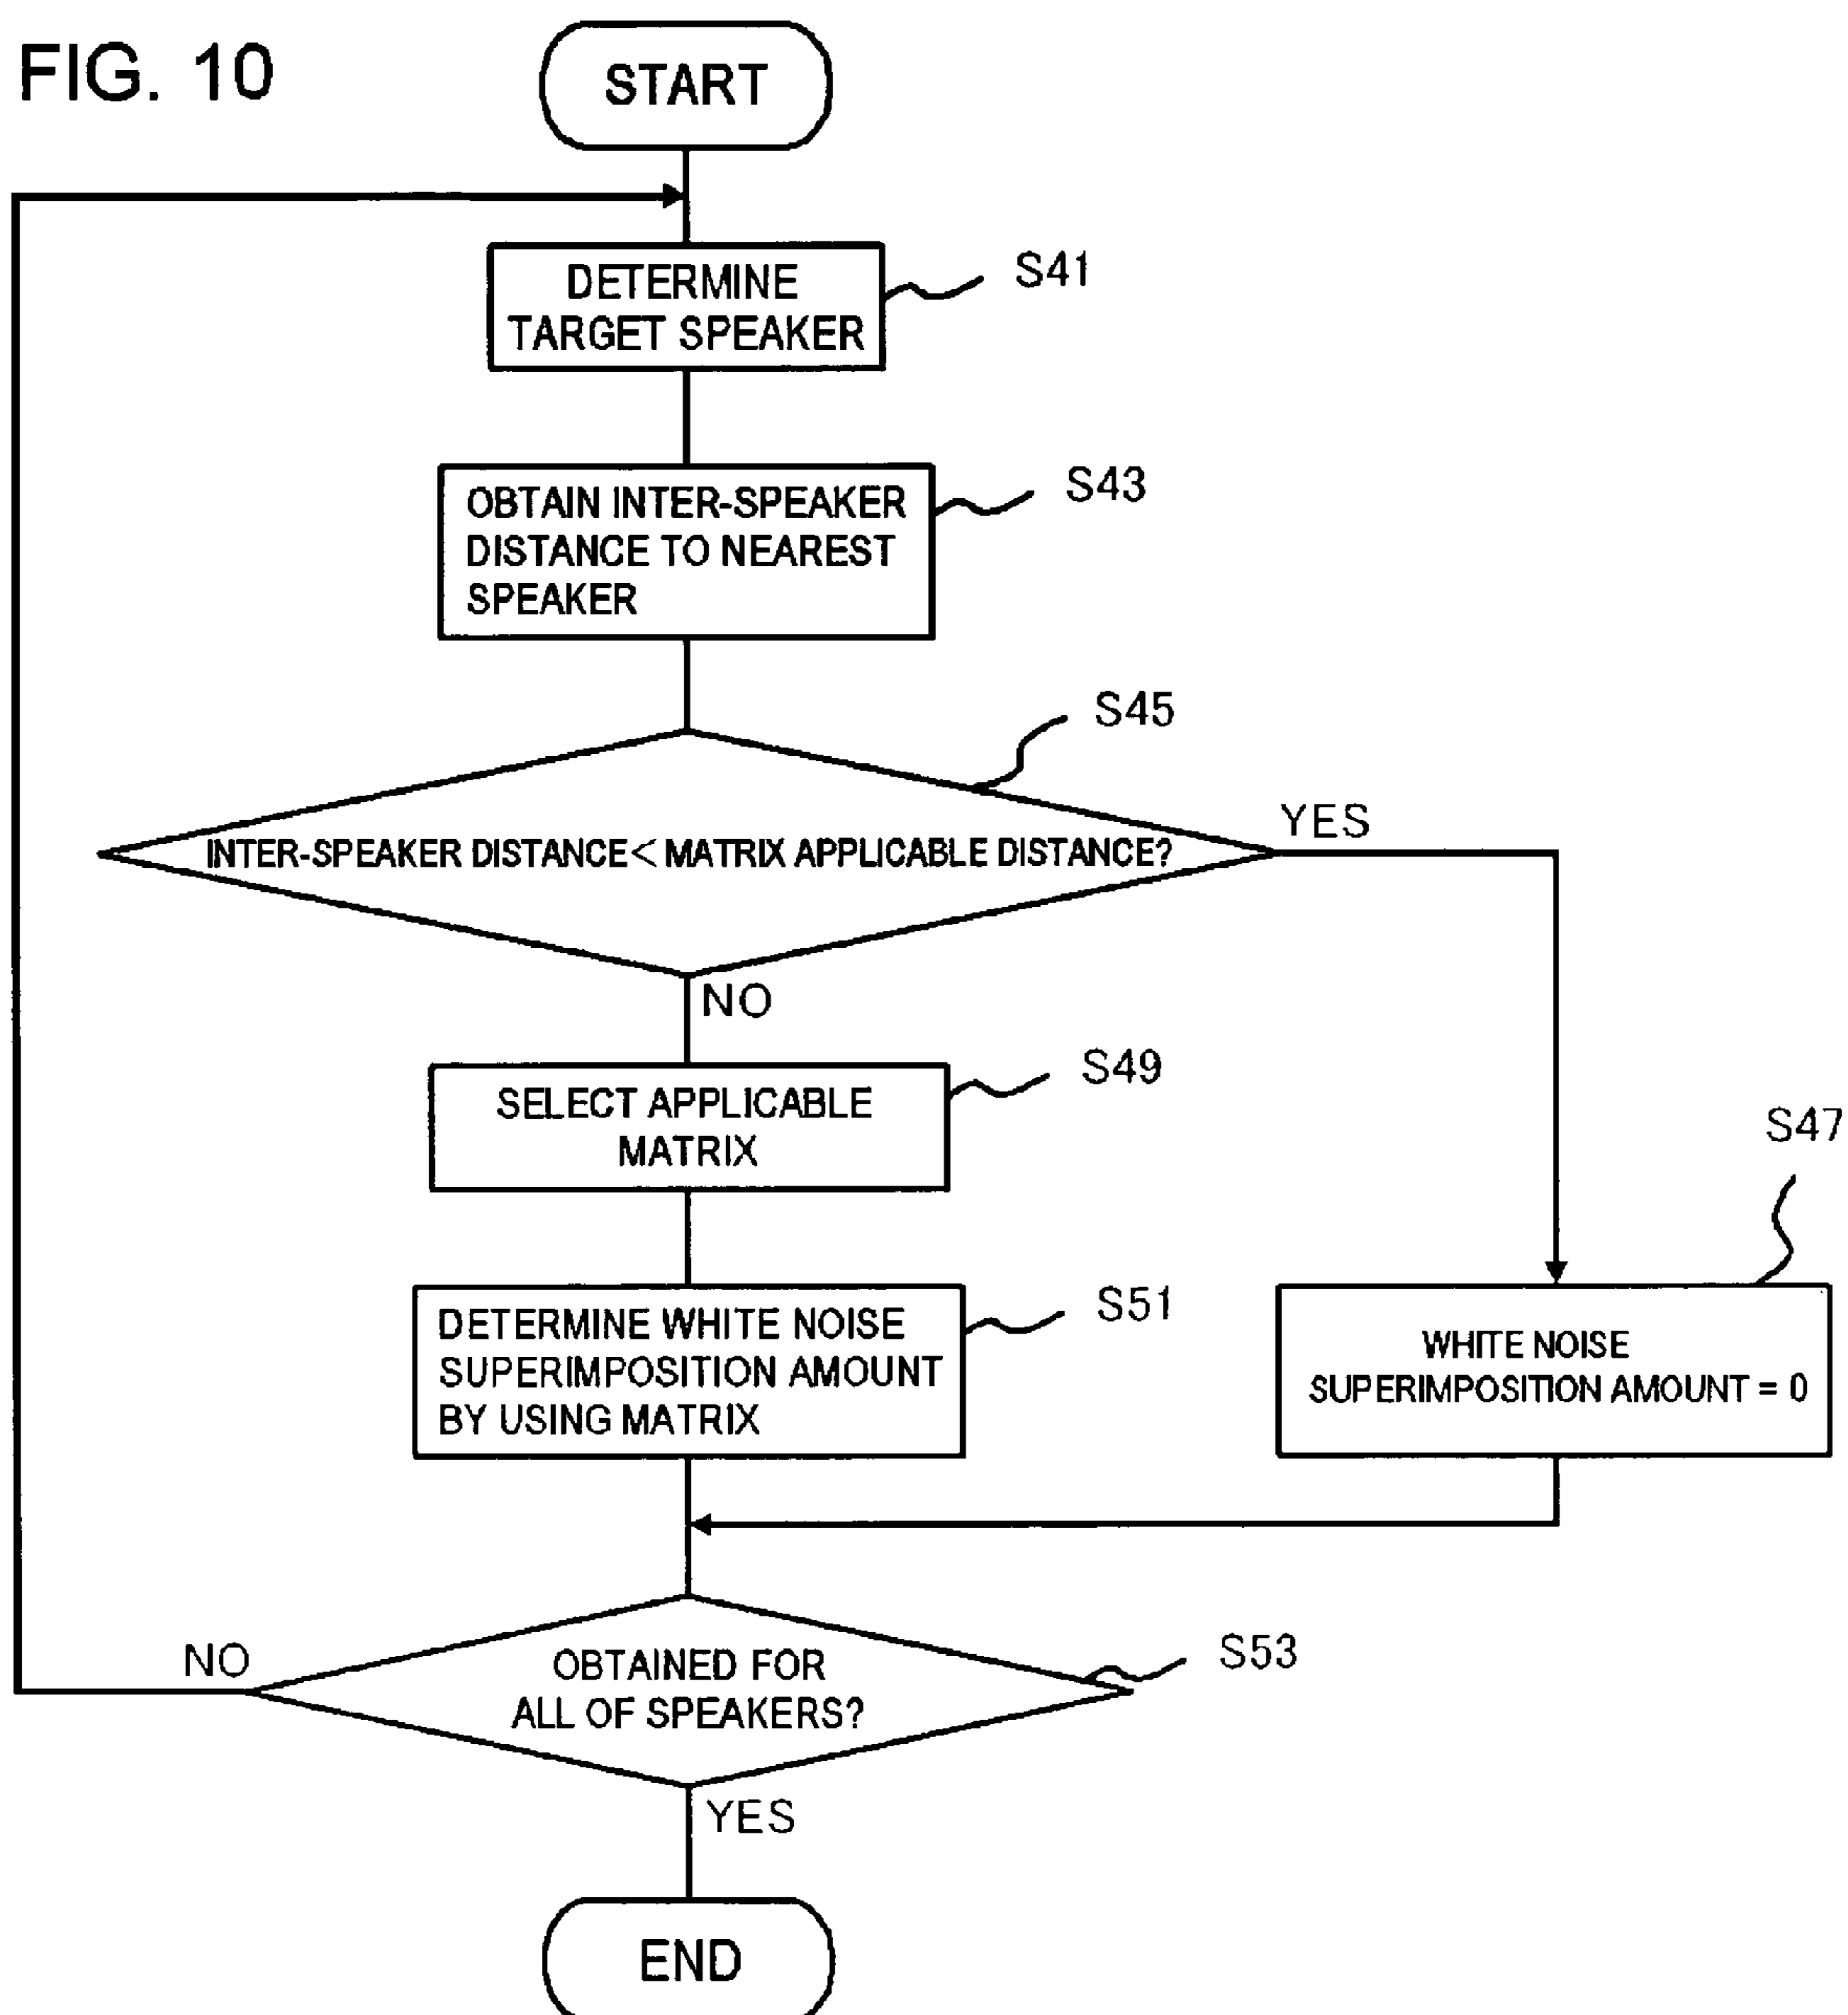 FIG. 10
START
DETERMINE
TARGET SPEAKER
S41
OBTAIN INTER-SPEAKER
DISTANCE TO NEAREST
SPEAKER
S43
S45
INTER-SPEAKER DISTANCE< MATRIX APPLICABLE DISTANCE?
YES
NO
SELECT APPLICABLE
MATRIX
S49
S47
DETERMINE WHITE NOISE
SUPERIMPOSITION AMOUNT
BY USING MATRIX
S51
WHITE NOISE
SUPERIMPOSITION AMOUNT = 0
NO
OBTAINED FOR
ALL OF SPEAKERS?
S53
YES
END